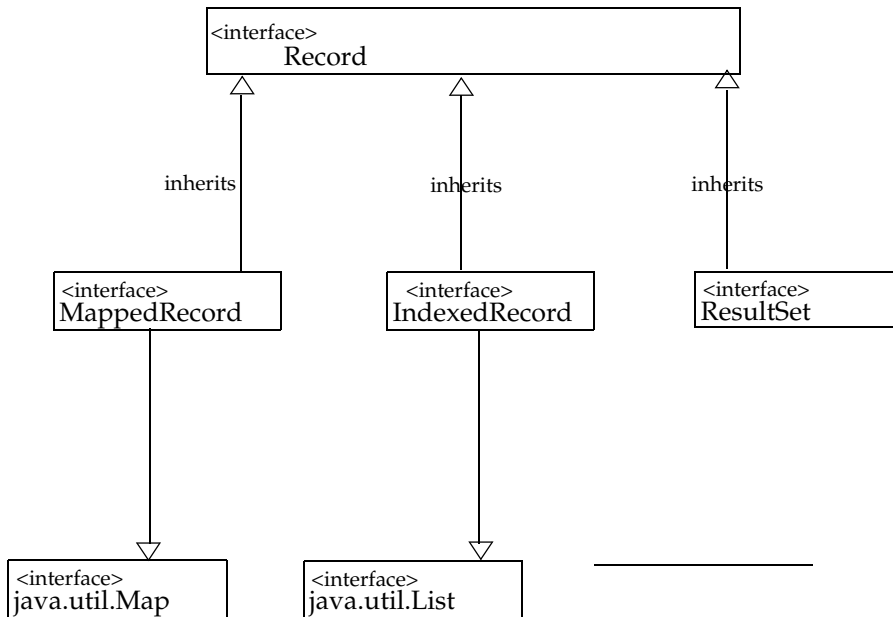 <interface>
Record
inherits
inherits
inherits
<interface>
MappedRecord
<interface>
IndexedRecord
<interface>
ResultSet
<interface>
java.util.Map
<interface>
java.util.List